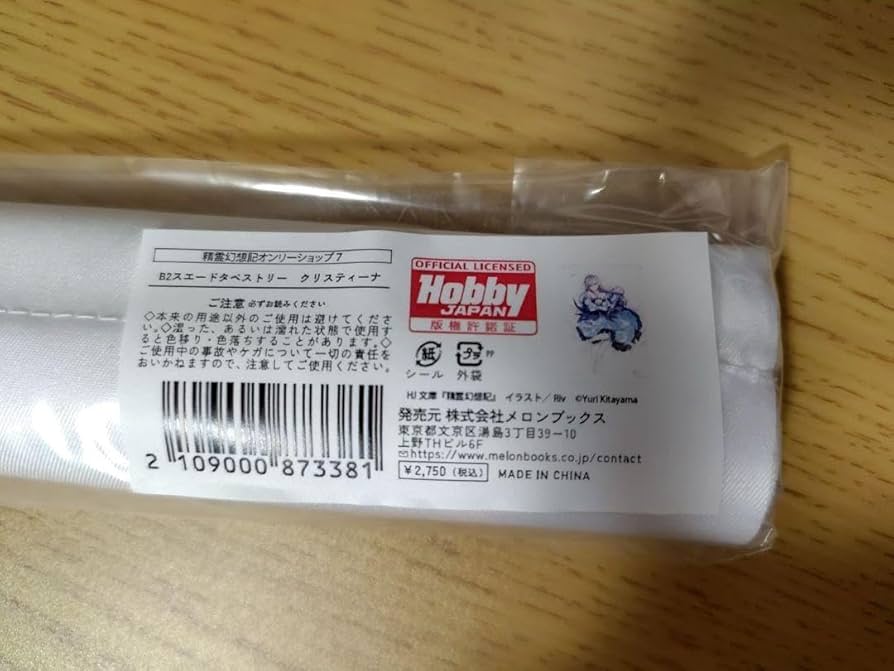 精霊幻想記オンリーショップ７
B2スエードタペストリー　クリスティーナ
ご注意 必ずお読みください
◇本来の用途以外のご使用は避けてくださ
い。◇湿った、あるいは濡れた状態で使用す
ると色移り・色落ちすることがあります。◇
ご使用中の事故やケガについて一切の責任を
おいかねますので、注意してご使用ください。
2 109000 873381
OFFICIAL LICENSED
Hobby
JAPAN
版権許諾証
紙
シール
プラ
PP
外袋
HJ文庫『精霊幻想記』 イラスト／Riv ©Yuri Kitayama
発売元 株式会社メロンブックス
東京都文京区湯島3丁目39-10
上野THビル6F
✉https://www.melonbooks.co.jp/contact
￥2,750（税込） MADE IN CHINA